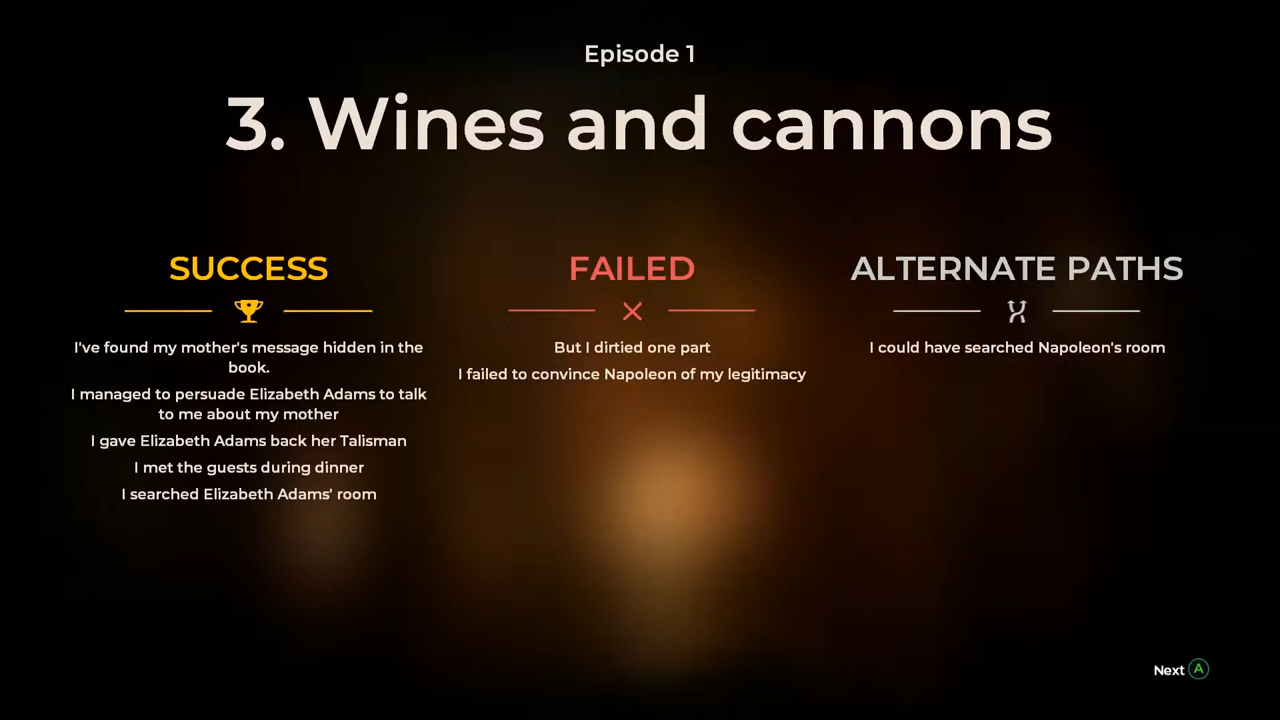 Episode 1
3. Wines and cannons
SUCCESS
I've found my mother's message hidden in the
book.
I managed to persuade Elizabeth Adams to talk
to me about my mother
I gave Elizabeth Adams back her Talisman
I met the guests during dinner
I searched Elizabeth Adams' room
FAILED
But I dirtied one part
I failed to convince Napoleon of my legitimacy
ALTERNATE PATHS
I could have searched Napoleon's room
Next A